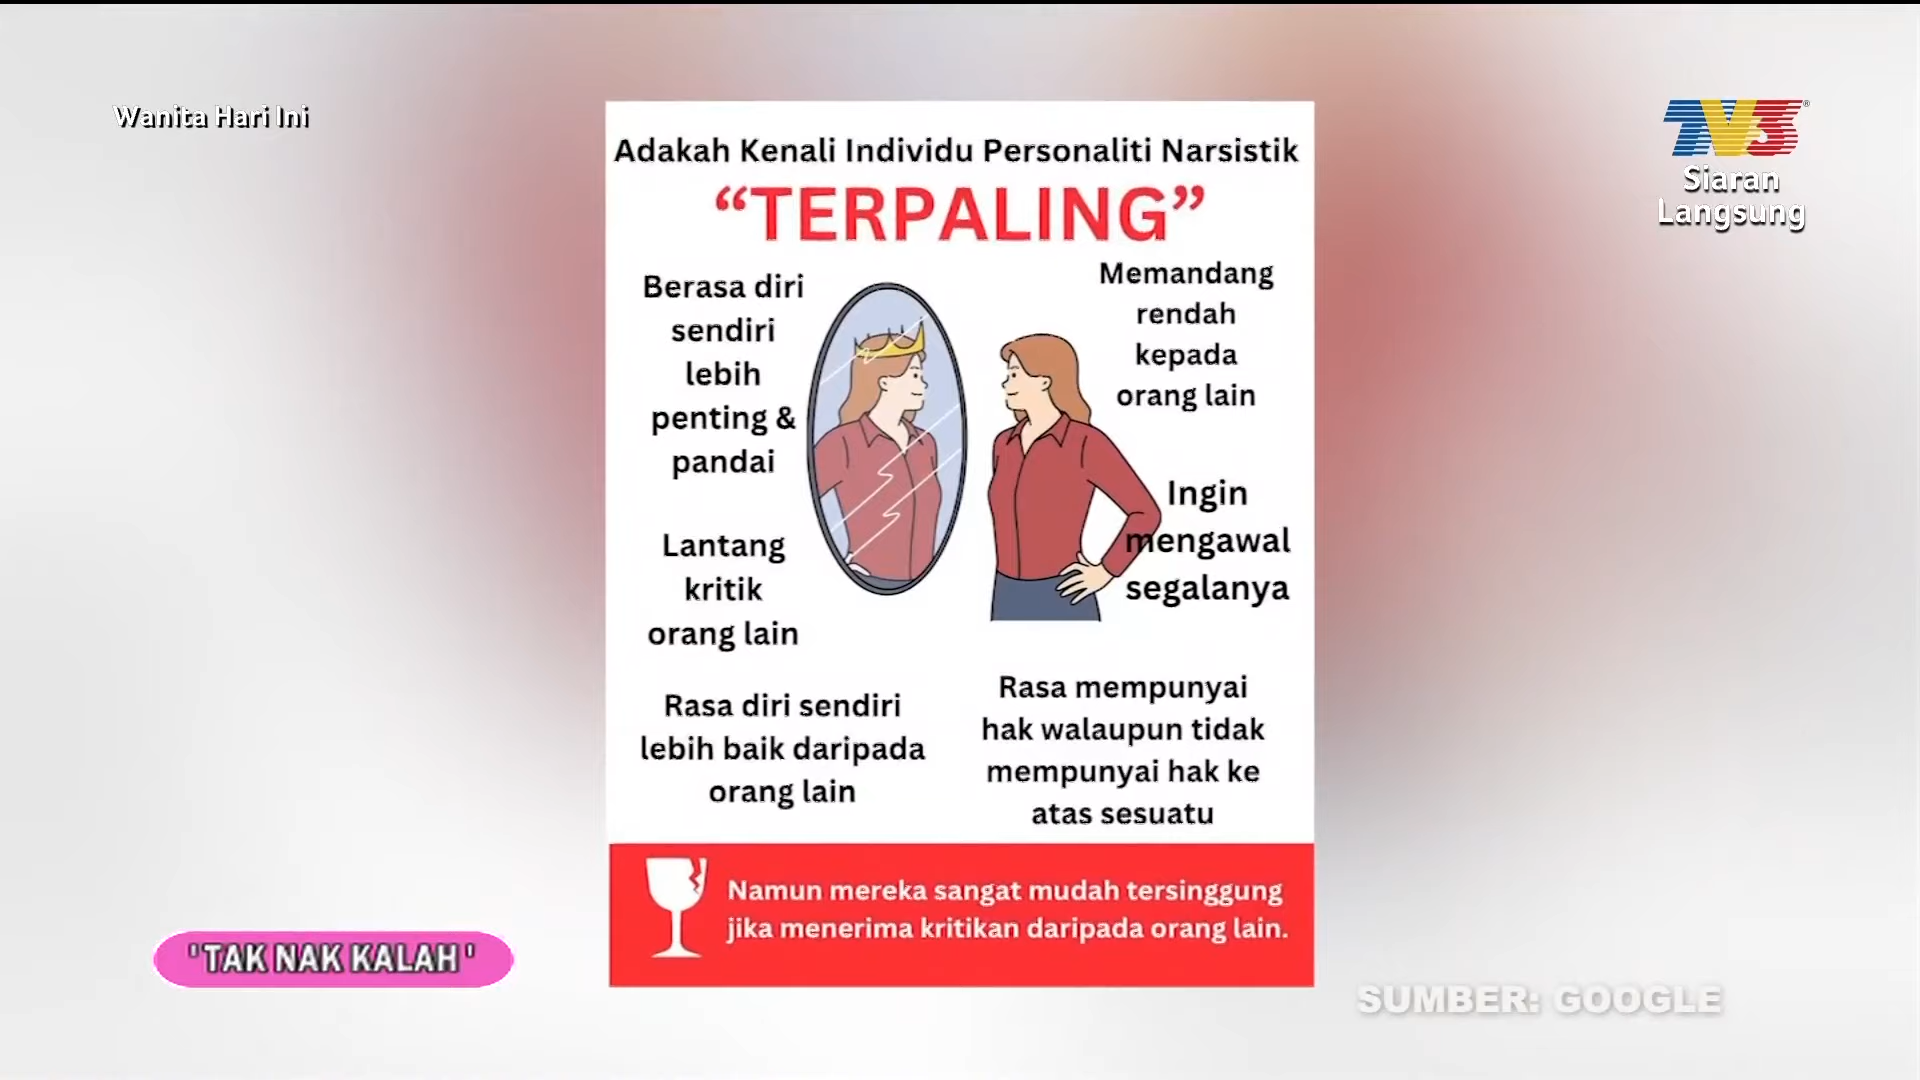 Wanita Hari Ini
TV3
Siaran
Langsung
Adakah Kenali Individu Personaliti Narsistik
“TERPALING”
Berasa diri
sendiri
lebih
penting &
pandai
Memandang
rendah
kepada
orang lain
Lantang
kritik
orang lain
Ingin
mengawal
segalanya
Rasa diri sendiri
lebih baik daripada
orang lain
Rasa mempunyai
hak walaupun tidak
mempunyai hak ke
atas sesuatu
Namun mereka sangat mudah tersinggung
jika menerima kritikan daripada orang lain.
'TAK NAK KALAH'
SUMBER: GOOGLE